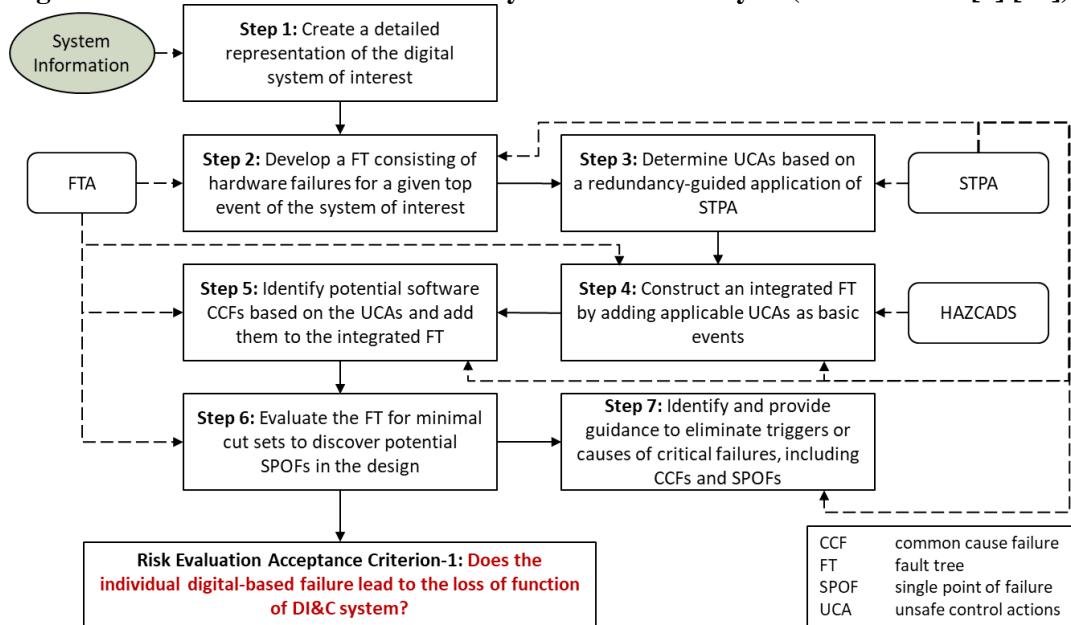 System
Information
Step 1: Create a detailed
representation of the digital
system of interest
FTA
Step 2: Develop a FT consisting of
hardware failures for a given top
event of the system of interest
Step 3: Determine UCAs based on
a redundancy-guided application of
STPA
STPA
Step 5: Identify potential software
CCFs based on the UCAs and add
them to the integrated FT
Step 4: Construct an integrated FT
by adding applicable UCAs as basic
events
HAZCADS
Step 6: Evaluate the FT for minimal
cut sets to discover potential
SPOFs in the design
Step 7: Identify and provide
guidance to eliminate triggers or
causes of critical failures, including
CCFs and SPOFs
Risk Evaluation Acceptance Criterion-1: Does the
individual digital-based failure lead to the loss of function
of DI&C system?
CCF common cause failure
FT fault tree
SPOF single point of failure
UCA unsafe control actions